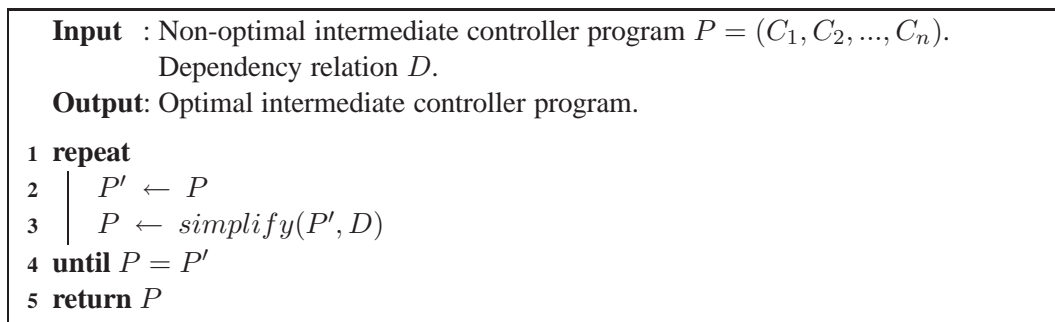 Input : Non-optimal intermediate controller program P = (C₁, C₂, ..., Cₙ).
Dependency relation D.
Output: Optimal intermediate controller program.
1 repeat
2 P′ ← P
3 P ← simplify(P′, D)
4 until P = P′
5 return P